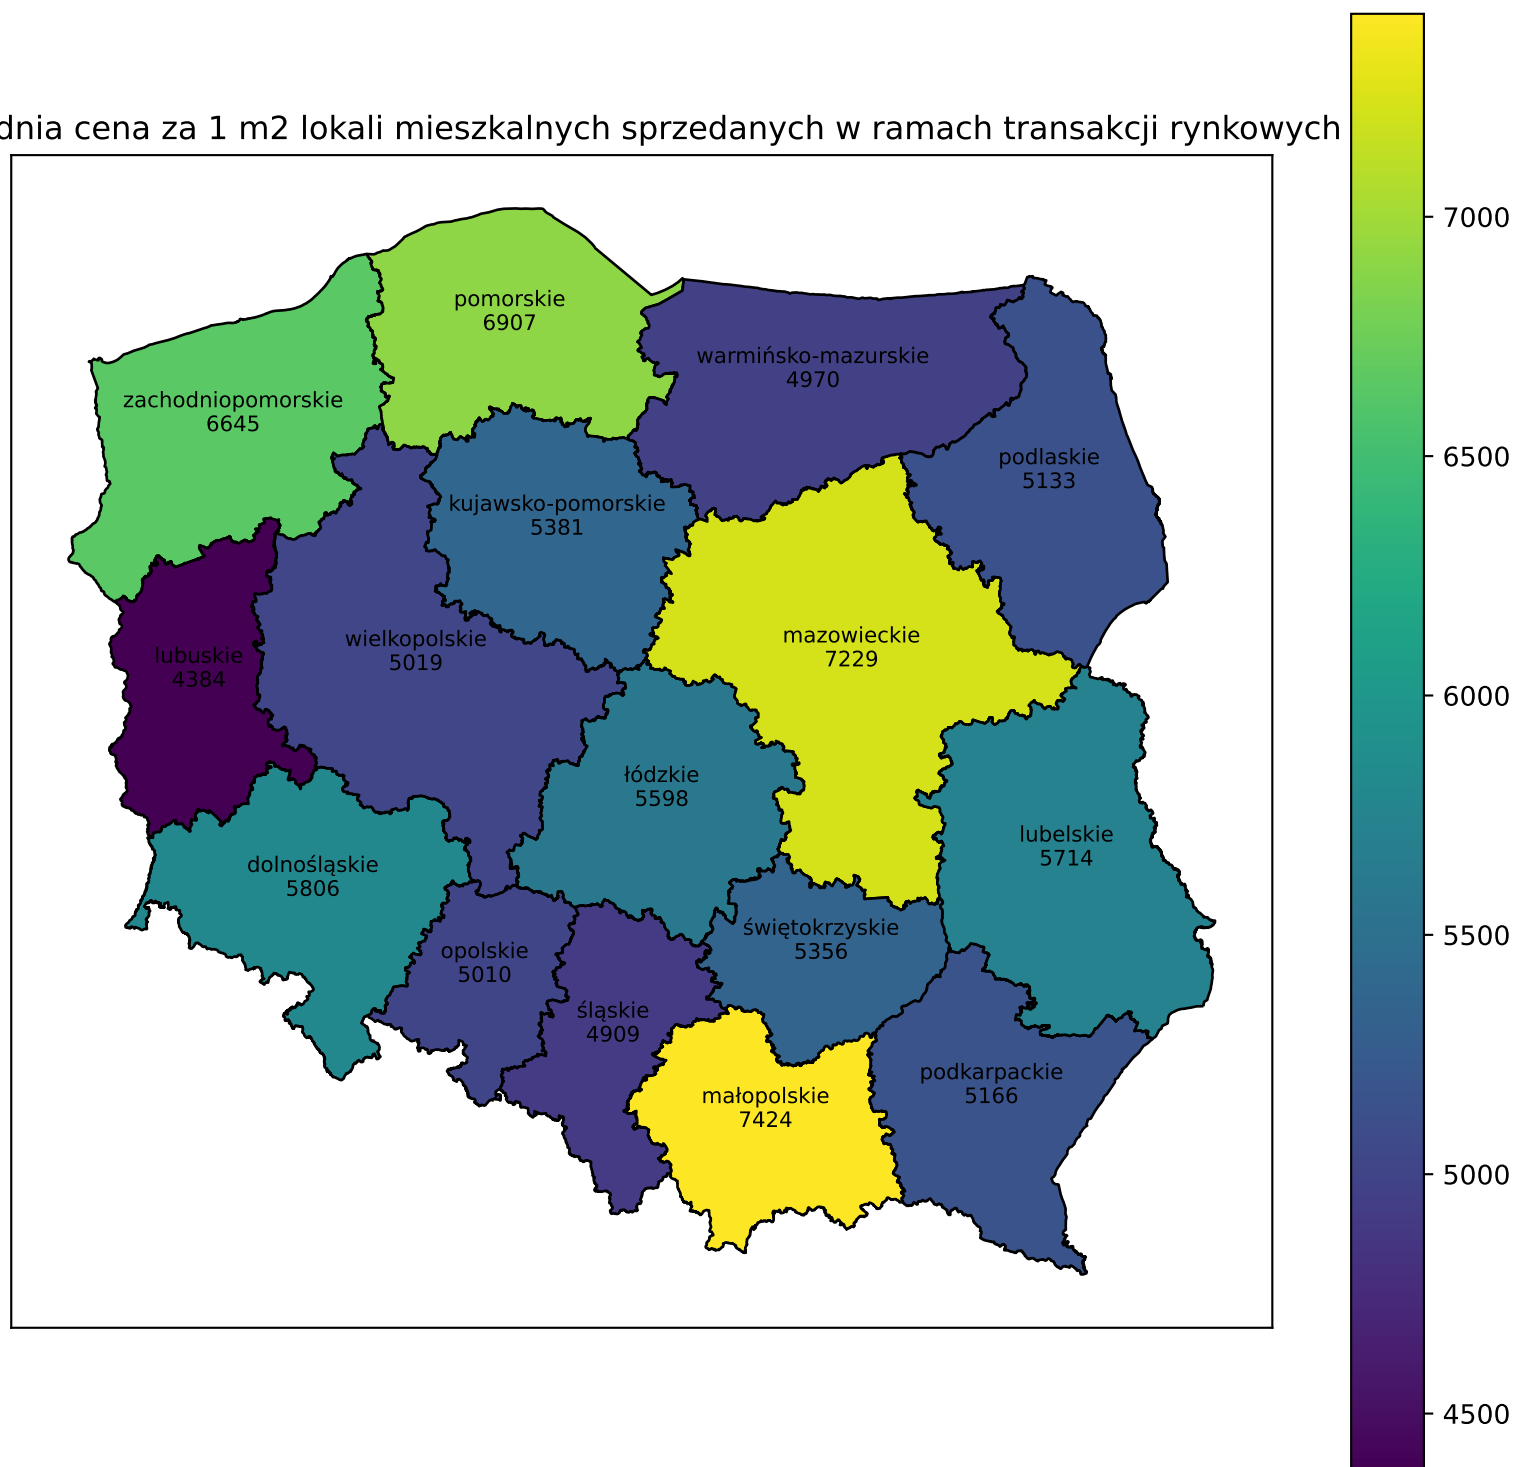 dnia cena za 1 m2 lokali mieszkalnych sprzedanych w ramach transakcji rynkowych
7000
pomorskie
6907
warmińsko-mazurskie
4970
zachodniopomorskie
6645
6500
podlaskie
5133
kujawsko-pomorskie
5381
mazowieckie
7229
wielkopolskie
5019
lubuskie
4384
6000
łódzkie
5598
lubelskie
5714
dolnośląskie
5806
świętokrzyskie
5356
5500
opolskie
5010
śląskie
4909
podkarpackie
5166
małopolskie
7424
5000
4500